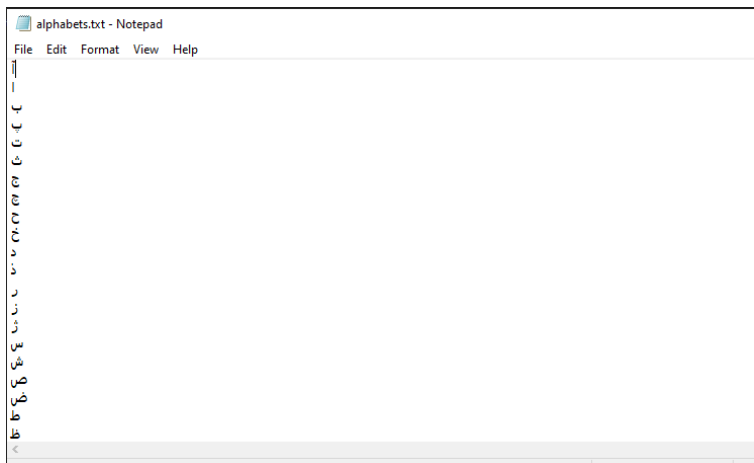 alphabets.txt - Notepad
File Edit Format View Help
آ
ا
ب
پ
ت
ث
ج
چ
ح
خ
د
ذ
ر
ز
ژ
س
ش
ص
ض
ط
ظ